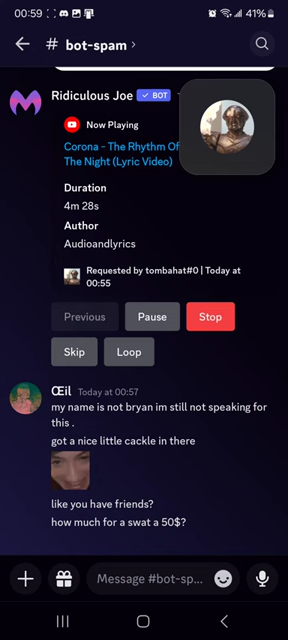 00:59
41%
# bot-spam
Ridiculous Joe ✓ BOT
Now Playing
Corona - The Rhythm Of
The Night (Lyric Video)
Duration
4m 28s
Author
Audioandlyrics
Requested by tombahat#0 | Today at
00:55
Previous
Pause
Stop
Skip
Loop
Œil Today at 00:57
my name is not bryan im still not speaking for
this .
got a nice little cackle in there
like you have friends?
how much for a swat a 50$?
Message #bot-sp...